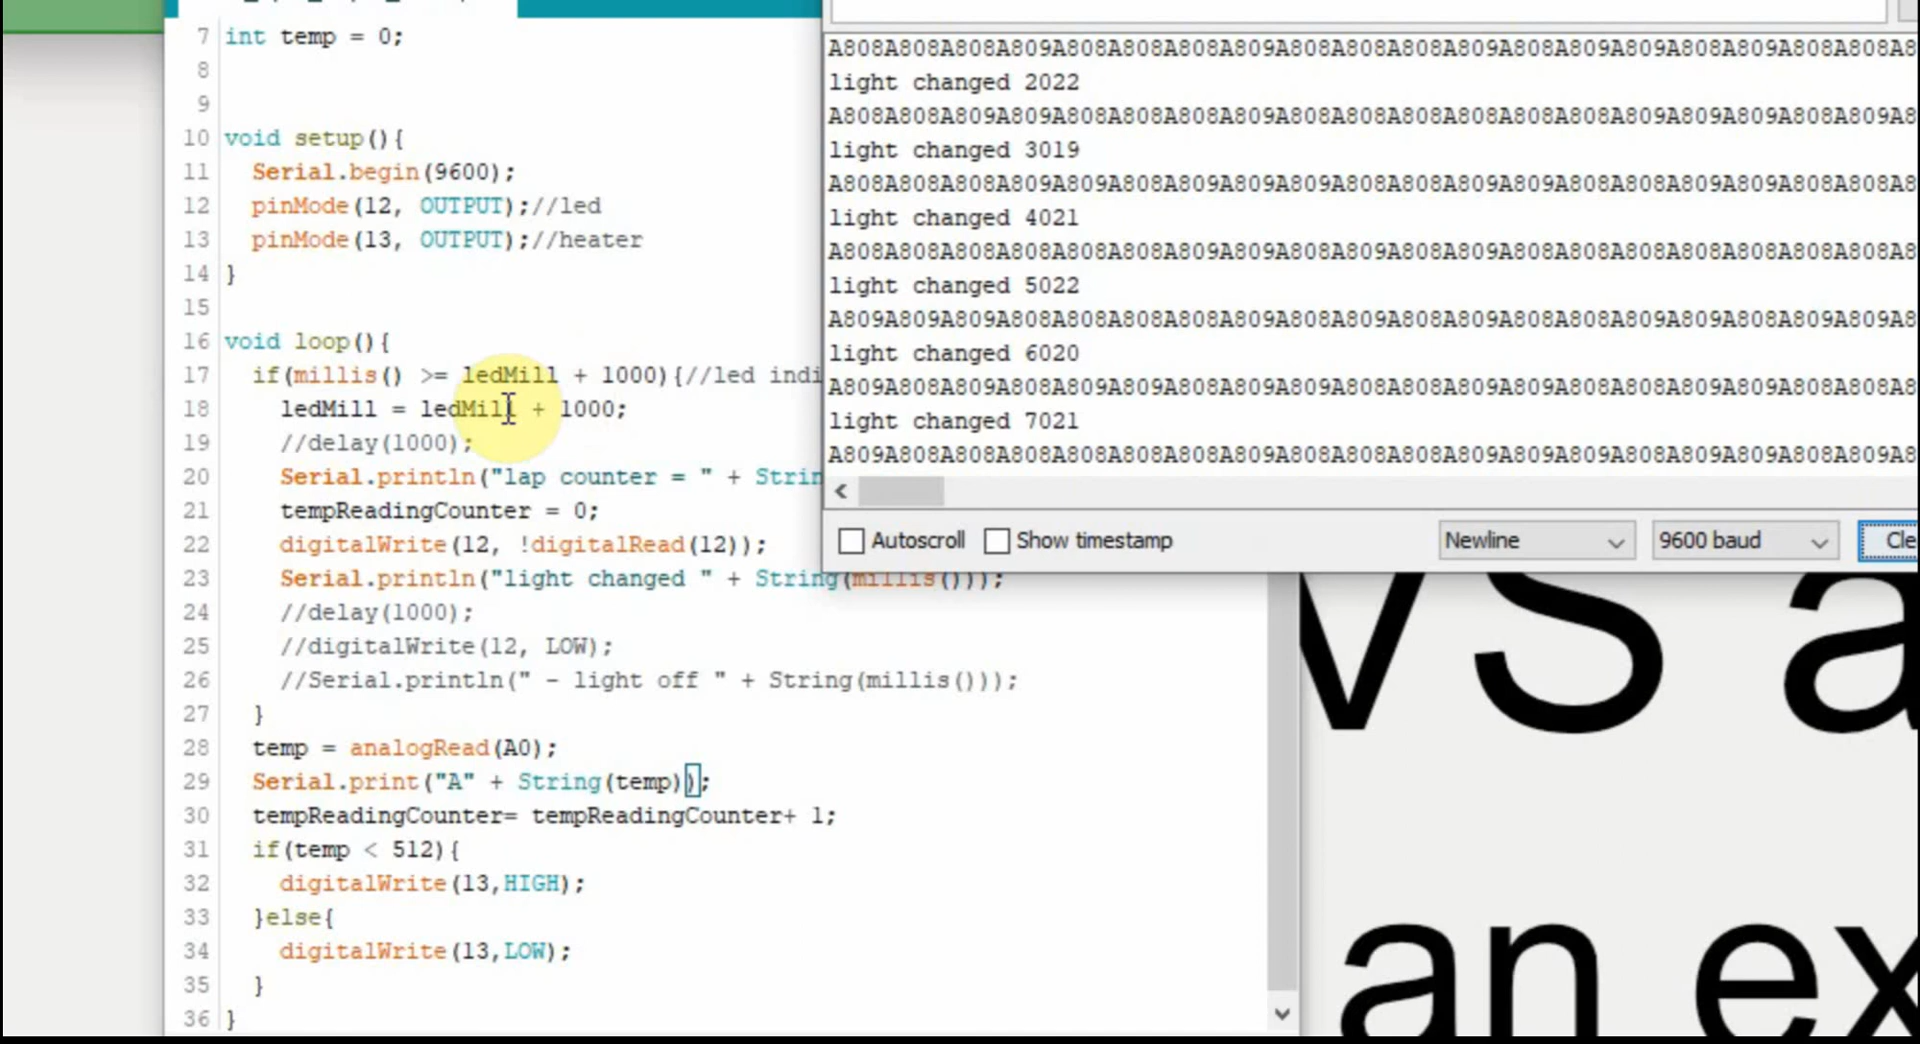 7 int temp = 0;
8
9
10 void setup(){
11 Serial.begin(9600);
12 pinMode(12, OUTPUT);//led
13 pinMode(13, OUTPUT);//heater
14 }
15
16 void loop(){
17 if(millis() >= ledMill + 1000){//led indi
18 ledMill = ledMill + 1000;
19 //delay(1000);
20 Serial.println("lap counter = " + Strin
21 tempReadingCounter = 0;
22 digitalWrite(12, !digitalRead(12));
23 Serial.println("light changed " + String(millis()));
24 //delay(1000);
25 //digitalWrite(12, LOW);
26 //Serial.println(" - light off " + String(millis()));
27 }
28 temp = analogRead(A0);
29 Serial.print("A" + String(temp));
30 tempReadingCounter= tempReadingCounter+ 1;
31 if(temp < 512){
32 digitalWrite(13,HIGH);
33 }else{
34 digitalWrite(13,LOW);
35 }
36 }
A808A808A808A809A808A808A808A808A808A808A808A809A808A808A809A808A809A808A808A8
light changed 2022
A808A808A809A808A809A808A808A808A808A808A808A808A808A808A809A808A809A808A809A8
light changed 3019
A808A808A808A808A809A808A809A808A809A808A808A808A808A808A809A808A809A808A809A8
light changed 4021
A808A808A808A808A808A808A809A809A808A809A808A809A808A808A808A808A808A808A808A8
light changed 5022
A809A809A809A808A808A808A808A809A808A808A808A809A808A809A808A809A808A809A808A8
light changed 6020
A809A808A809A808A809A808A809A808A808A808A808A808A809A808A809A808A809A808A809A8
light changed 7021
A809A808A808A808A808A808A808A808A809A808A809A808A809A808A808A808A809A808A809A8
Autoscroll Show timestamp Newline 9600 baud Cle
VS a
an ex